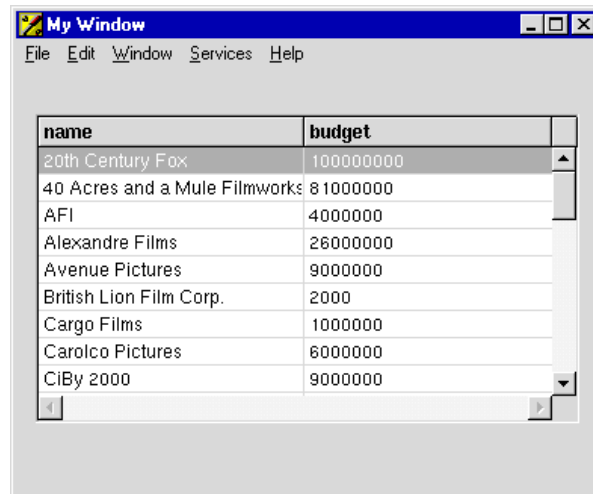 My Window
File Edit Window Services Help
name budget
20th Century Fox 100000000
40 Acres and a Mule Filmworks 81000000
AFI 4000000
Alexandre Films 26000000
Avenue Pictures 9000000
British Lion Film Corp. 2000
Cargo Films 1000000
Carolco Pictures 6000000
CiBy 2000 9000000